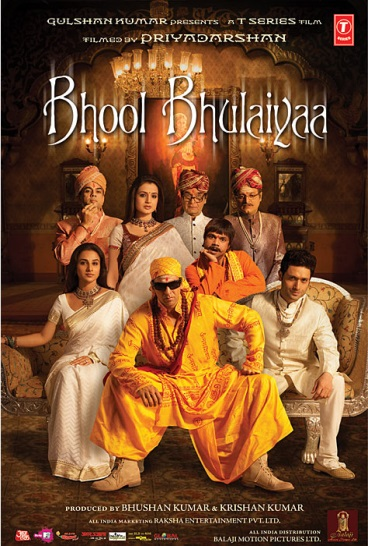 GULSHAN KUMAR PRESENTS A T SERIES FILM
FILMED BY PRIYADARSHAN
T
SERIES
Bhool Bhulaiyaa
PRODUCED BY BHUSHAN KUMAR & KRISHAN KUMAR
ALL INDIA MARKETING RAKSHA ENTERTAINMENT PVT. LTD.
ALL INDIA DISTRIBUTION
BALAJI MOTION PICTURES LTD.